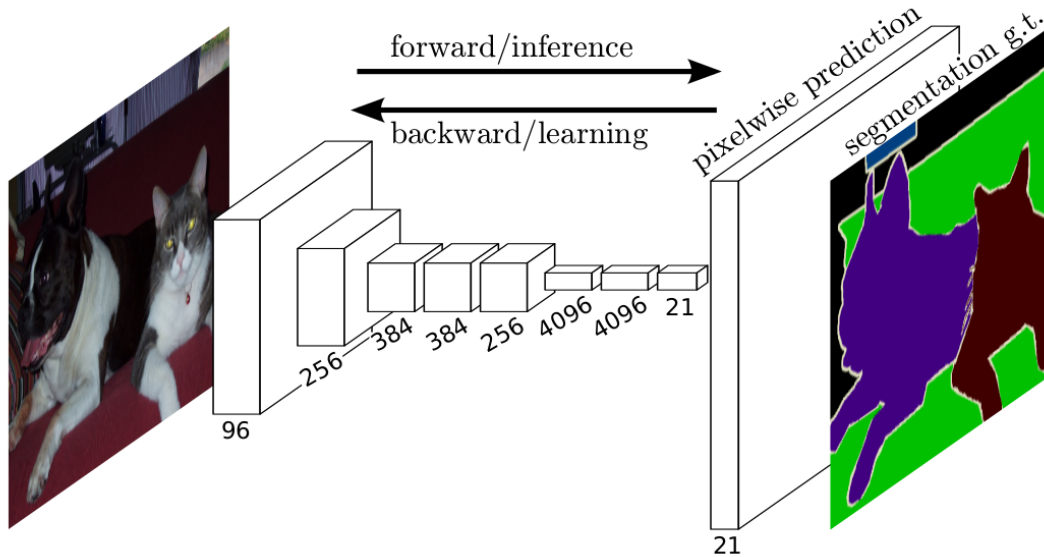 forward/inference
backward/learning
pixelwise prediction
segmentation g.t.
96
256
384
384
256
4096
4096
21
21